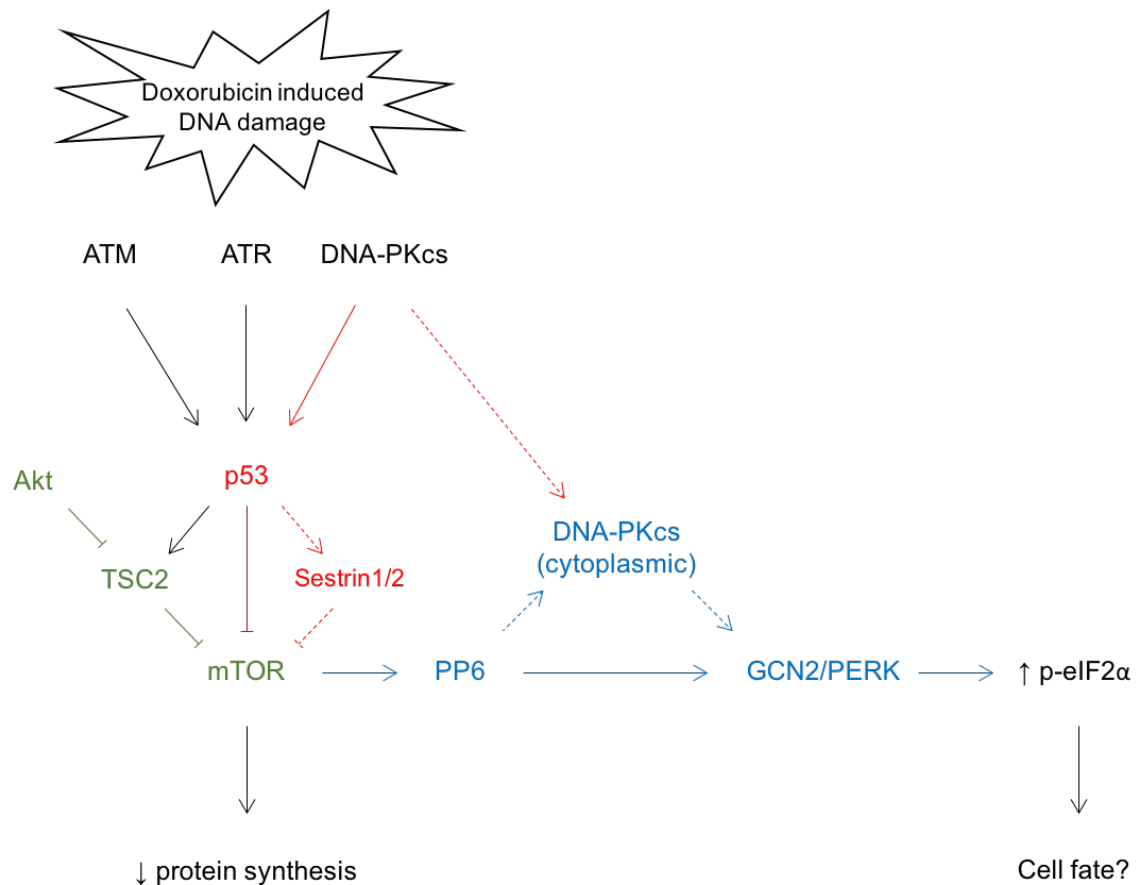 Doxorubicin induced
DNA damage
ATM
ATR
DNA-PKcs
Akt
p53
DNA-PKcs
(cytoplasmic)
TSC2
Sestrin1/2
mTOR
PP6
GCN2/PERK
↑ p-eIF2α
↓ protein synthesis
Cell fate?